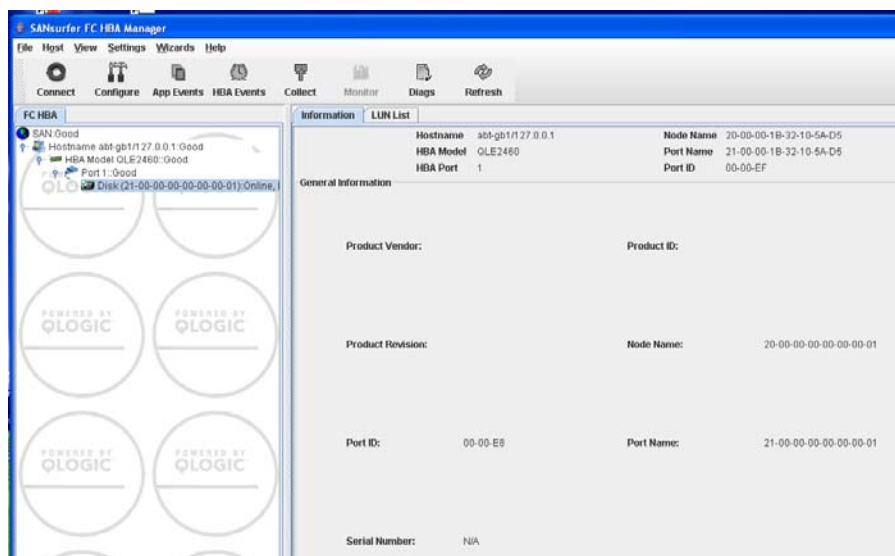 SANsurfer FC HBA Manager
File Host View Settings Wizards Help
Connect Configure App Events HBA Events Collect Monitor Diags Refresh
FC HBA
SAN:Good
Hostname abt-gb1/127.0.0.1:Good
HBA Model QLE2460::Good
Port 1::Good
Disk (21-00-00-00-00-00-00-01):Online,
Information LUN List
Hostname abt-gb1/127.0.0.1 Node Name 20-00-00-1B-32-10-5A-D5
HBA Model QLE2460 Port Name 21-00-00-1B-32-10-5A-D5
HBA Port 1 Port ID 00-00-EF
General Information
Product Vendor: Product ID:
Product Revision: Node Name: 20-00-00-00-00-00-00-01
Port ID: 00-00-E8 Port Name: 21-00-00-00-00-00-00-01
Serial Number: N/A
POWERED BY QLOGIC
POWERED BY QLOGIC
POWERED BY QLOGIC
POWERED BY QLOGIC